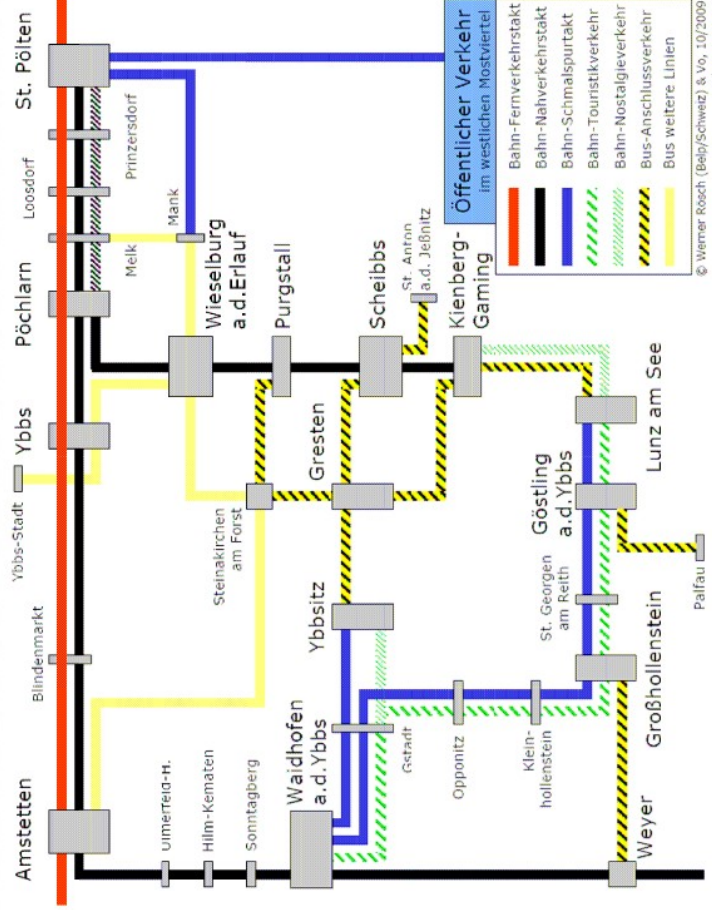 Amstetten
Blindenmarkt
Ybbs-Stadt
Ybbs
Pöchlarn
Loosdorf
St. Pölten
Prinzersdorf
Melk
Mank
Ulmerfeld-H.
Hilm-Kematen
Sonntagberg
Steinakirchen
am Forst
Wieselburg
a.d.Erlauf
Purgstall
Waidhofen
a.d.Ybbs
Ybbsitz
Gresten
Scheibbs
St. Anton
a.d. Jeßnitz
Gstadt
Opponitz
Klein-
hollenstein
St. Georgen
am Reith
Göstling
a.d.Ybbs
Kienberg-
Gaming
Weyer
Großhollenstein
Palfau
Lunz am See
Öffentlicher Verkehr
im westlichen Mostviertel
Bahn-Fernverkehrstakt
Bahn-Nahverkehrstakt
Bahn-Schmalspurtakt
Bahn-Touristikverkehr
Bahn-Nostalgieverkehr
Bus-Anschlussverkehr
Bus weitere Linien
© Werner Rosch (Belp/Schweiz) & Vo, 10/2009